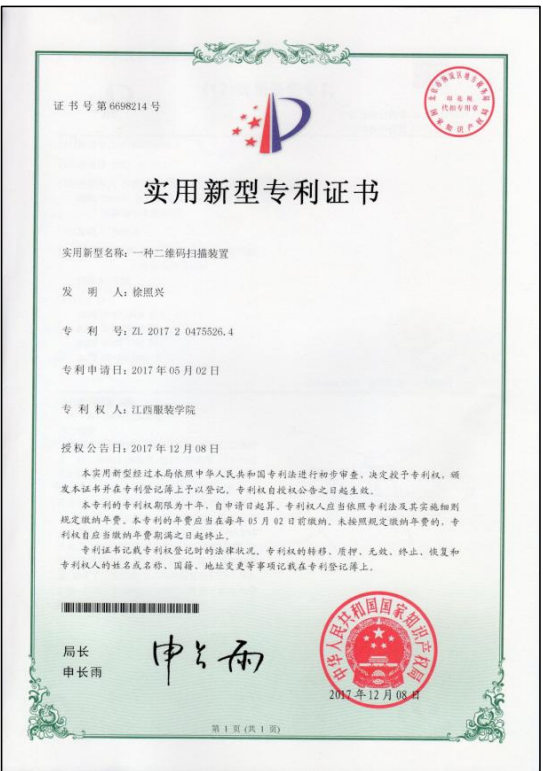 证书号第6698214号
实用新型专利证书
实用新型名称：一种二维码扫描装置
发 明 人：徐照兴
专 利 号：ZL 2017 2 0475526.4
专利申请日：2017年05月02日
专 利 权 人：江西服装学院
授权公告日：2017年12月08日
本实用新型经过本局依照中华人民共和国专利法进行初步审查，决定授予专利权，颁
发本证书并在专利登记簿上予以登记。专利权自授权公告之日起生效。
本专利的专利权期限为十年，自申请日起算。专利权人应当依照专利法及其实施细则
规定缴纳年费。本专利的年费应当在每年05月02日前缴纳。未按照规定缴纳年费的，专
利权自应当缴纳年费期满之日起终止。
专利证书记载专利权登记时的法律状况。专利权的转移、质押、无效、终止、恢复和
专利权人的姓名或名称、国籍、地址变更等事项记载在专利登记簿上。
局长
申长雨
申长雨
中华人民共和国国家知识产权局
2017年12月08日
第 1 页 (共 1 页)